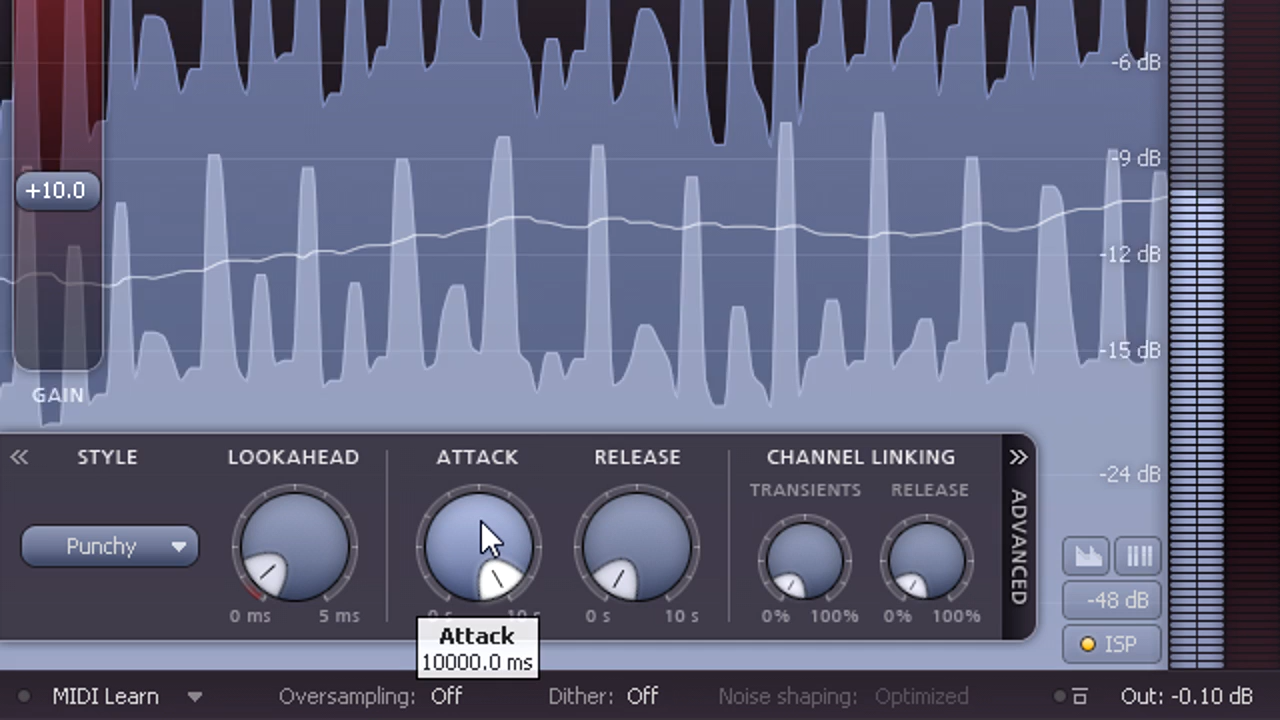 -6 dB
-9 dB
+10.0
-12 dB
-15 dB
GAIN
« STYLE LOOKAHEAD ATTACK RELEASE CHANNEL LINKING »
-24 dB
TRANSIENTS RELEASE
ADVANCED
Punchy
-48 dB
0 ms 5 ms 0 s 10 s 0 s 10 s 0% 100% 0% 100%
Attack
10000.0 ms
ISP
MIDI Learn Oversampling: Off Dither: Off Noise shaping: Optimized Out: -0.10 dB